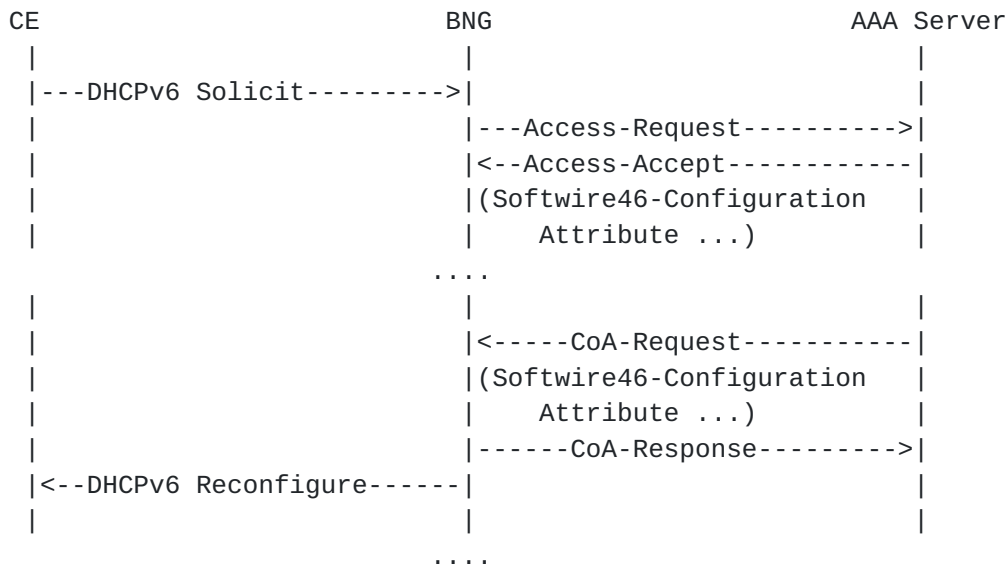 CE                             BNG                         AAA Server
 |                              |                               |
 |---DHCPv6 Solicit--------->|                               |
 |                              |---Access-Request---------->|
 |                              |<--Access-Accept------------|
 |                              |(Softwire46-Configuration   |
 |                              |    Attribute ...)          |
                              ....
 |                              |                               |
 |                              |<-----CoA-Request-----------|
 |                              |(Softwire46-Configuration   |
 |                              |    Attribute ...)          |
 |                              |------CoA-Response--------->|
 |<--DHCPv6 Reconfigure------|                               |
 |                              |                               |
                              ....